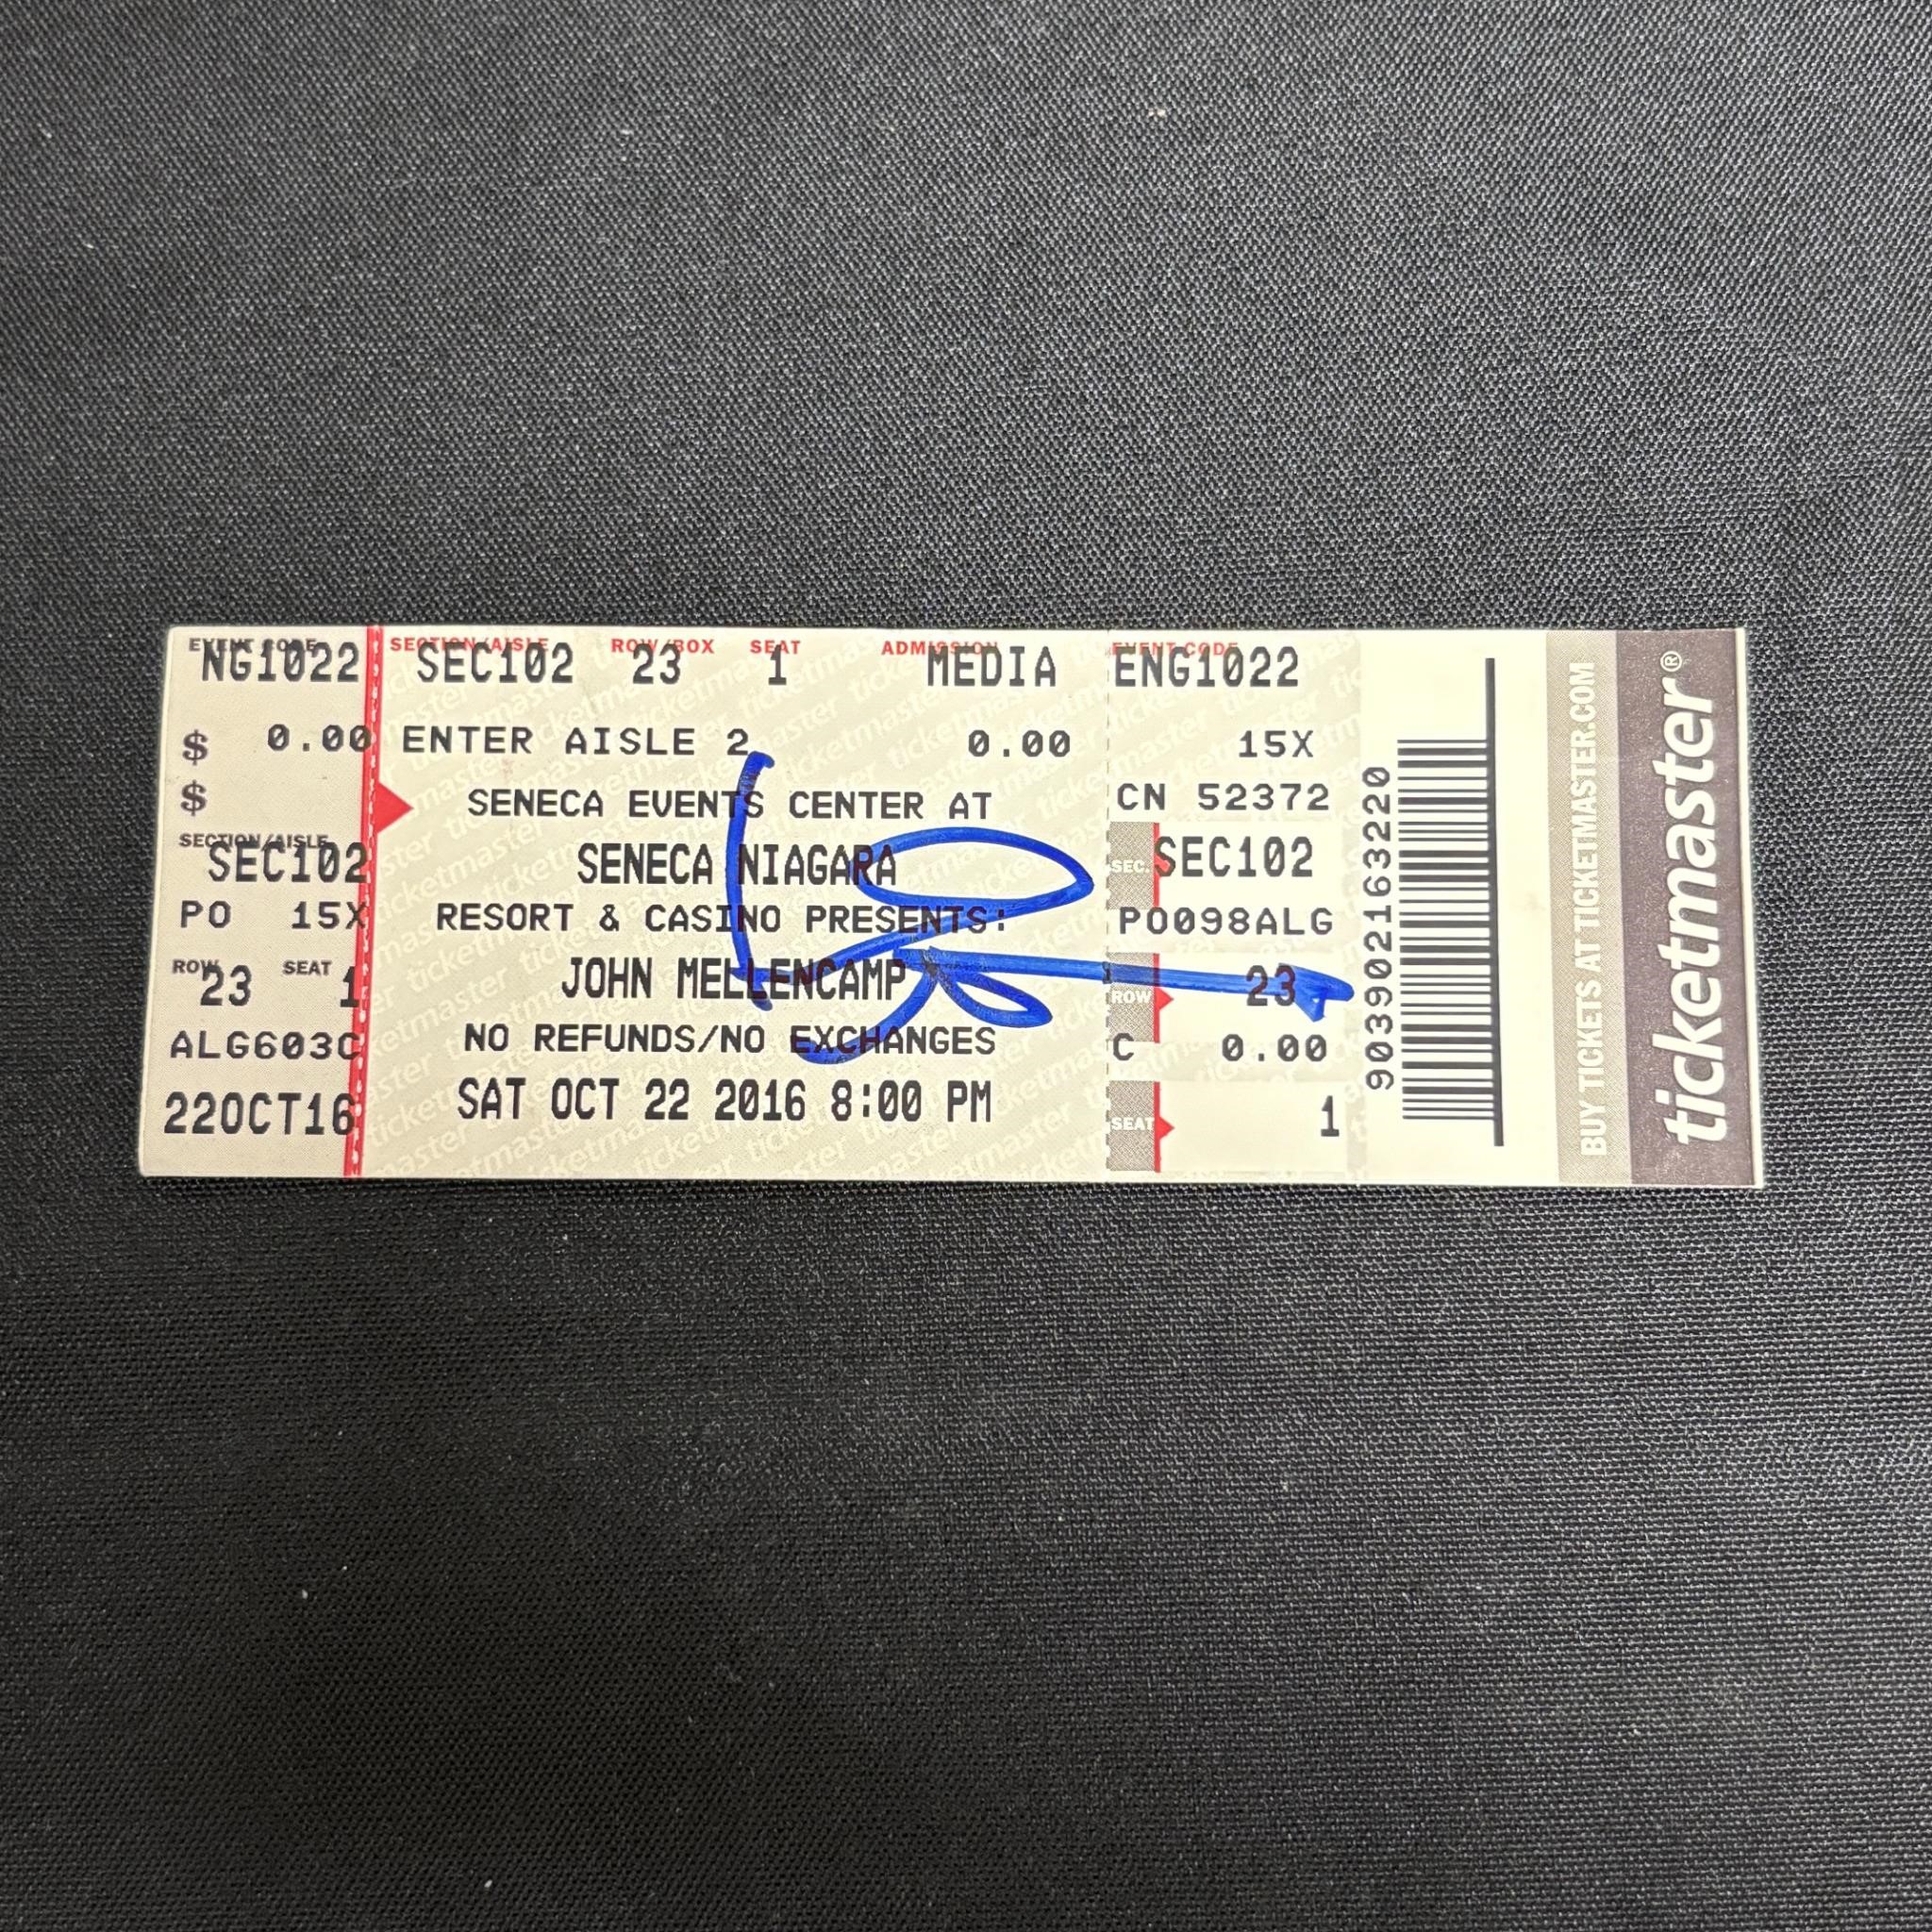 EVENT CODE
NG1022
$ 0.00
$
SECTION/AISLE
SEC102
PO 15X
ROW SEAT
23 1
ALG603C
22OCT16
SECTION/AISLE ROW/BOX SEAT ADMISSION
SEC102 23 1 MEDIA
ENTER AISLE 2 0.00
SENECA EVENTS CENTER AT
SENECA NIAGARA
RESORT & CASINO PRESENTS:
JOHN MELLENCAMP
NO REFUNDS/NO EXCHANGES
SAT OCT 22 2016 8:00 PM
EVENT CODE
ENG1022
15X
CN 52372
SEC. SEC102
PO098ALG
ROW 23
C 0.00
SEAT 1
903902163220
BUY TICKETS AT TICKETMASTER.COM
ticketmaster®